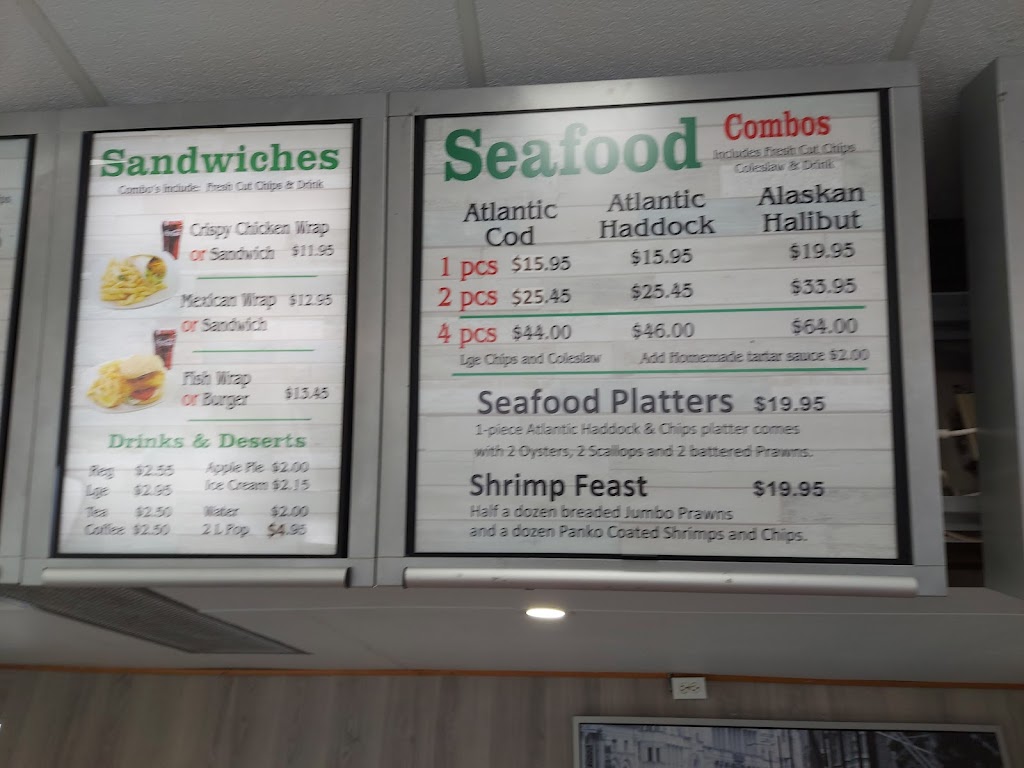 Sandwiches
Combo's include: Fresh Cut Chips & Drink
Crispy Chicken Wrap
or Sandwich $11.95
Mexican Wrap $12.95
or Sandwich
Fish Wrap
or Burger $13.45
Drinks & Deserts
Reg $2.55 Apple Pie $2.00
Lge $2.95 Ice Cream $2.15
Tea $2.50 Water $2.00
Coffee $2.50 2 L Pop $4.95
Seafood Combos
Includes Fresh Cut Chips
Coleslaw & Drink
Atlantic Cod Atlantic Haddock Alaskan Halibut
1 pcs $15.95 $15.95 $19.95
2 pcs $25.45 $25.45 $33.95
4 pcs $44.00 $46.00 $64.00
Lge Chips and Coleslaw Add Homemade tartar sauce $2.00
Seafood Platters $19.95
1-piece Atlantic Haddock & Chips platter comes
with 2 Oysters, 2 Scallops and 2 battered Prawns.
Shrimp Feast $19.95
Half a dozen breaded Jumbo Prawns
and a dozen Panko Coated Shrimps and Chips.